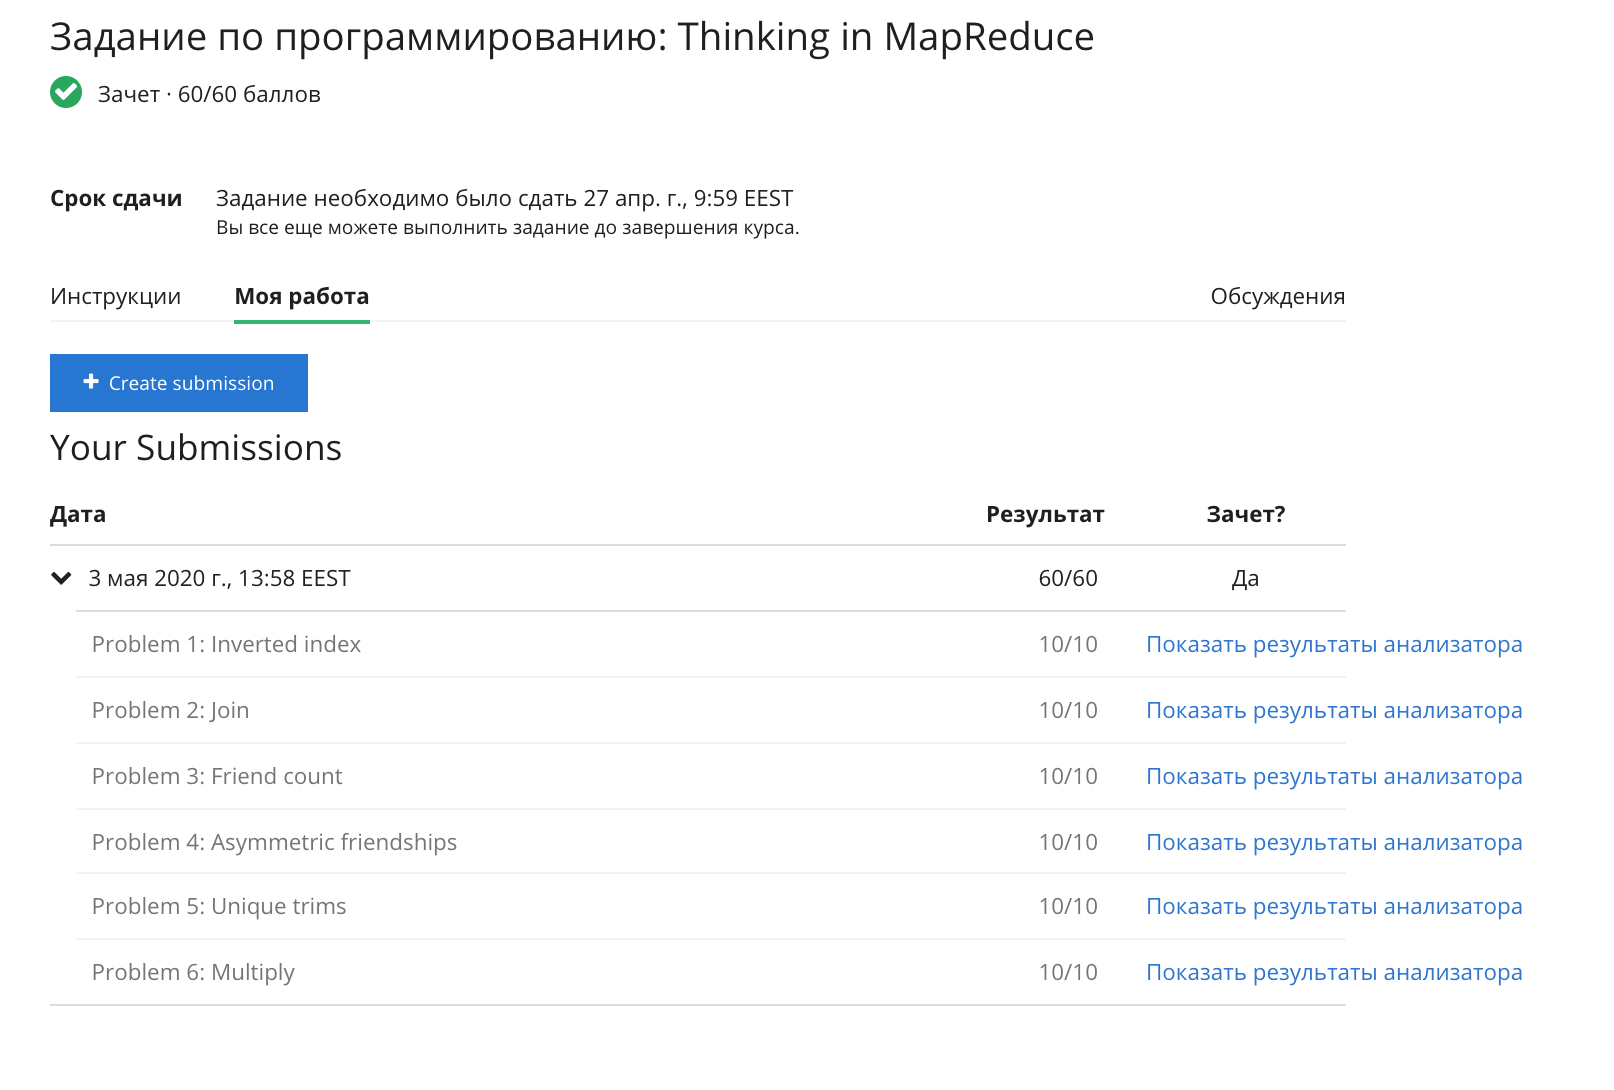 Задание по программированию: Thinking in MapReduce
Зачет · 60/60 баллов
Срок сдачи Задание необходимо было сдать 27 апр. г., 9:59 EEST
Вы все еще можете выполнить задание до завершения курса.
Инструкции Моя работа Обсуждения
+ Create submission
Your Submissions
Дата Результат Зачет?
3 мая 2020 г., 13:58 EEST 60/60 Да
Problem 1: Inverted index 10/10 Показать результаты анализатора
Problem 2: Join 10/10 Показать результаты анализатора
Problem 3: Friend count 10/10 Показать результаты анализатора
Problem 4: Asymmetric friendships 10/10 Показать результаты анализатора
Problem 5: Unique trims 10/10 Показать результаты анализатора
Problem 6: Multiply 10/10 Показать результаты анализатора